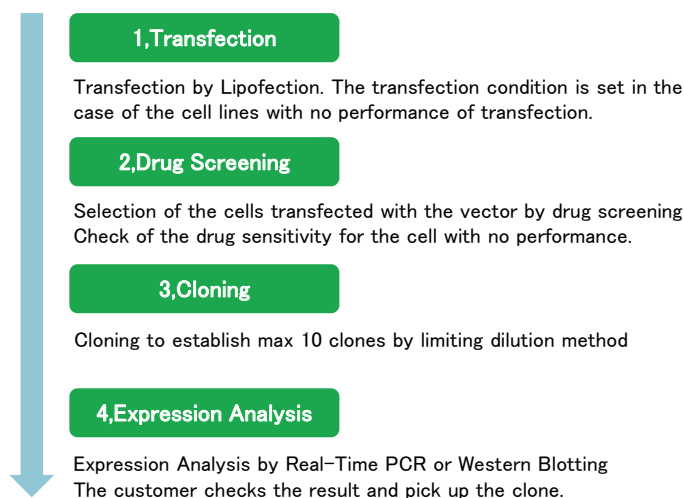 1,Transfection
Transfection by Lipofection. The transfection condition is set in the
case of the cell lines with no performance of transfection.
2,Drug Screening
Selection of the cells transfected with the vector by drug screening
Check of the drug sensitivity for the cell with no performance.
3,Cloning
Cloning to establish max 10 clones by limiting dilution method
4,Expression Analysis
Expression Analysis by Real-Time PCR or Western Blotting
The customer checks the result and pick up the clone.